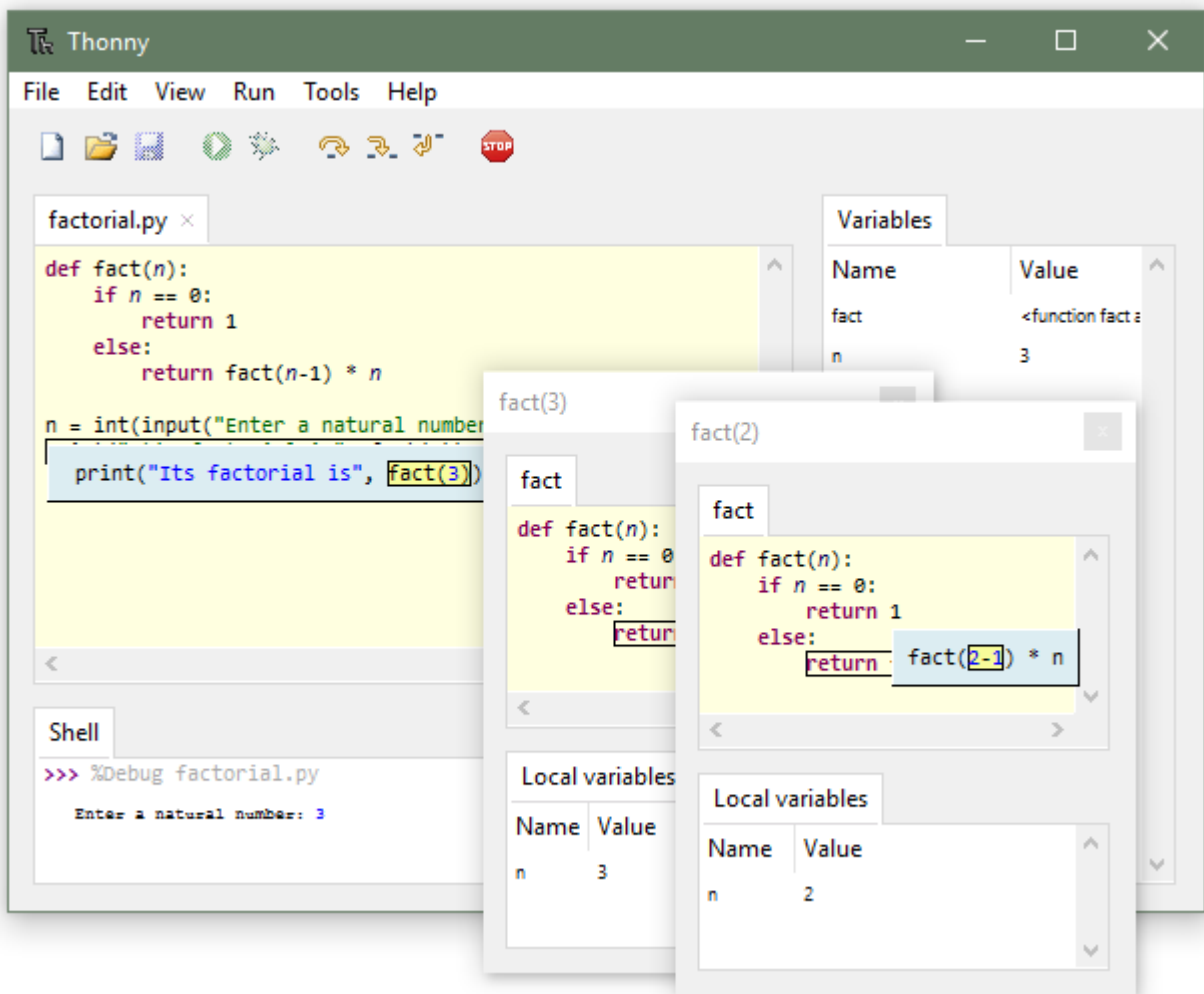 Thonny
File Edit View Run Tools Help
STOP
factorial.py
def fact(n):
    if n == 0:
        return 1
    else:
        return fact(n-1) * n
n = int(input("Enter a natural number
print("Its factorial is", fact(3))
Shell
>>> %Debug factorial.py
Enter a natural number: 3
Variables
Name Value
fact <function fact a
n 3
fact(3)
fact
def fact(n):
    if n == 0
        return
    else:
        return
Local variables
Name Value
n 3
fact(2)
x
fact
def fact(n):
    if n == 0:
        return 1
    else:
        return fact(2-1) * n
Local variables
Name Value
n 2